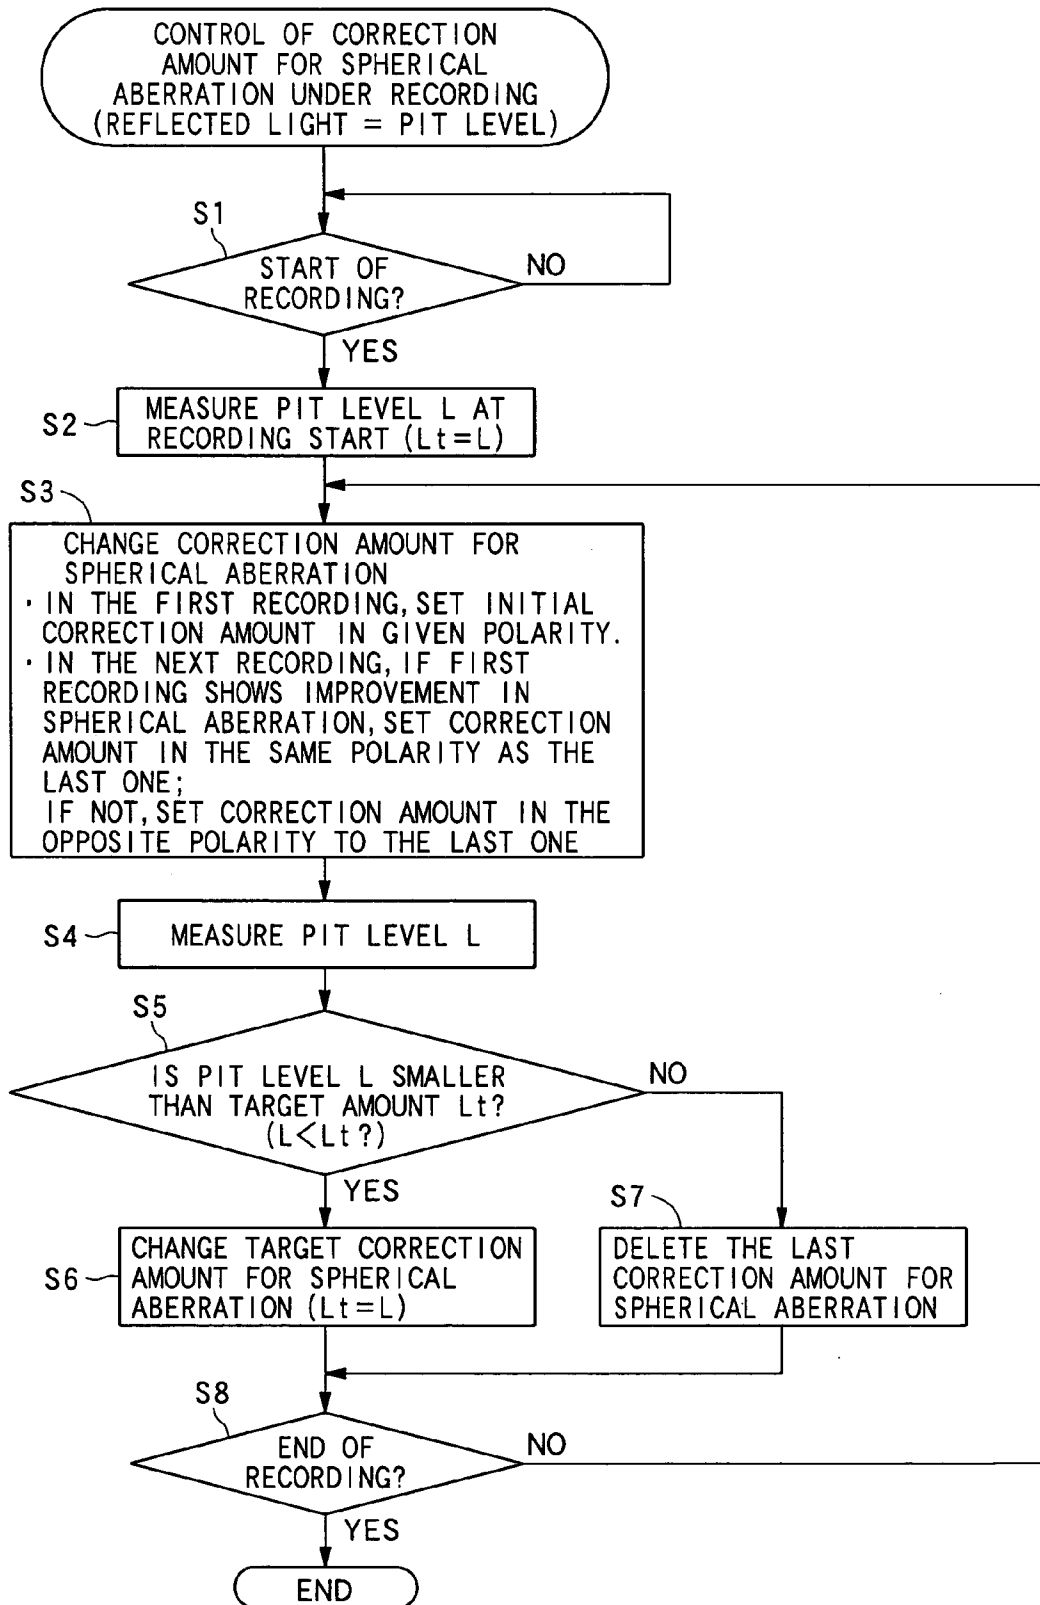 CONTROL OF CORRECTION
AMOUNT FOR SPHERICAL
ABERRATION UNDER RECORDING
(REFLECTED LIGHT = PIT LEVEL)
S1
START OF
RECORDING?
NO
YES
S2
MEASURE PIT LEVEL L AT
RECORDING START (Lt=L)
S3
CHANGE CORRECTION AMOUNT FOR
SPHERICAL ABERRATION
· IN THE FIRST RECORDING, SET INITIAL
CORRECTION AMOUNT IN GIVEN POLARITY.
· IN THE NEXT RECORDING, IF FIRST
RECORDING SHOWS IMPROVEMENT IN
SPHERICAL ABERRATION, SET CORRECTION
AMOUNT IN THE SAME POLARITY AS THE
LAST ONE;
IF NOT, SET CORRECTION AMOUNT IN THE
OPPOSITE POLARITY TO THE LAST ONE
S4
MEASURE PIT LEVEL L
S5
IS PIT LEVEL L SMALLER
THAN TARGET AMOUNT Lt?
(L<Lt?)
NO
YES
S6
CHANGE TARGET CORRECTION
AMOUNT FOR SPHERICAL
ABERRATION (Lt=L)
S7
DELETE THE LAST
CORRECTION AMOUNT FOR
SPHERICAL ABERRATION
S8
END OF
RECORDING?
NO
YES
END